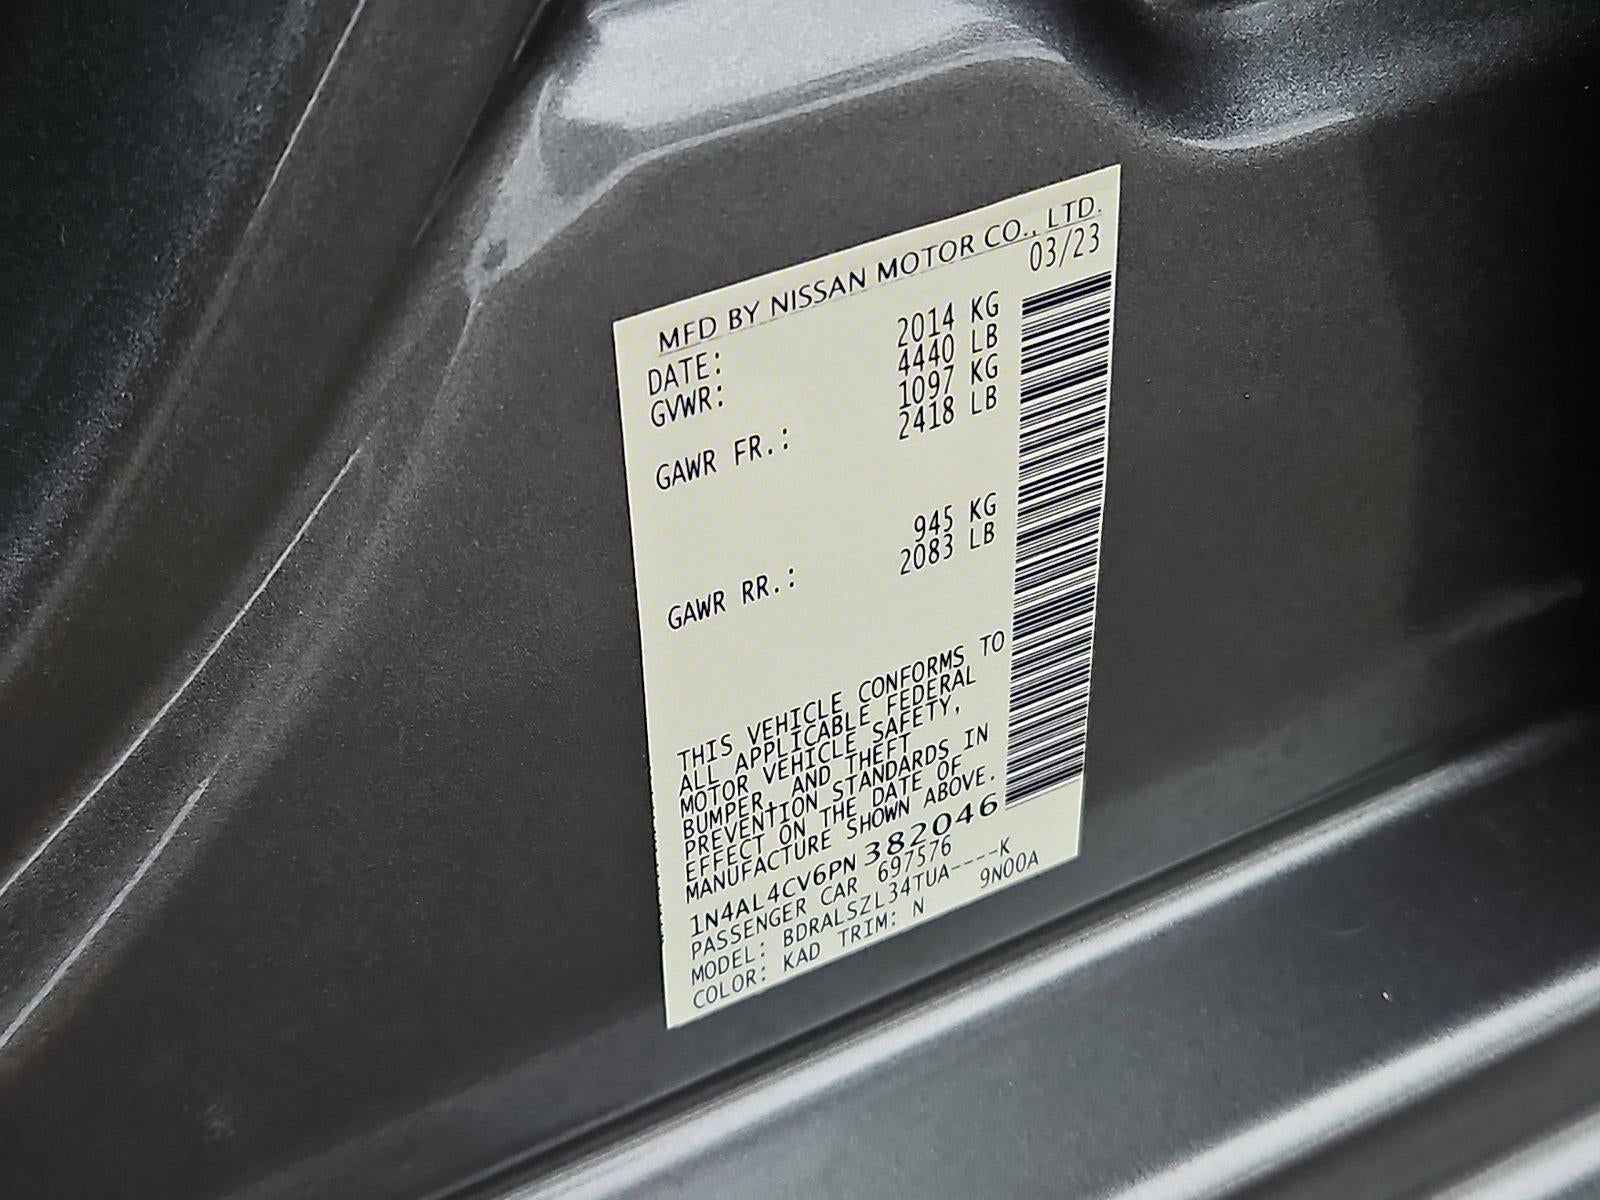 MFD BY NISSAN MOTOR CO., LTD.
DATE: 03/23
GVWR: 2014 KG
4440 LB
GAWR FR.: 1097 KG
2418 LB
GAWR RR.: 945 KG
2083 LB
THIS VEHICLE CONFORMS TO
ALL APPLICABLE FEDERAL
MOTOR VEHICLE SAFETY,
BUMPER, AND THEFT
PREVENTION STANDARDS IN
EFFECT ON THE DATE OF
MANUFACTURE SHOWN ABOVE.
1N4AL4CV6PN382046
PASSENGER CAR 697576
MODEL: BDRALSZL34TUA----K
COLOR: KAD TRIM: N 9N00A